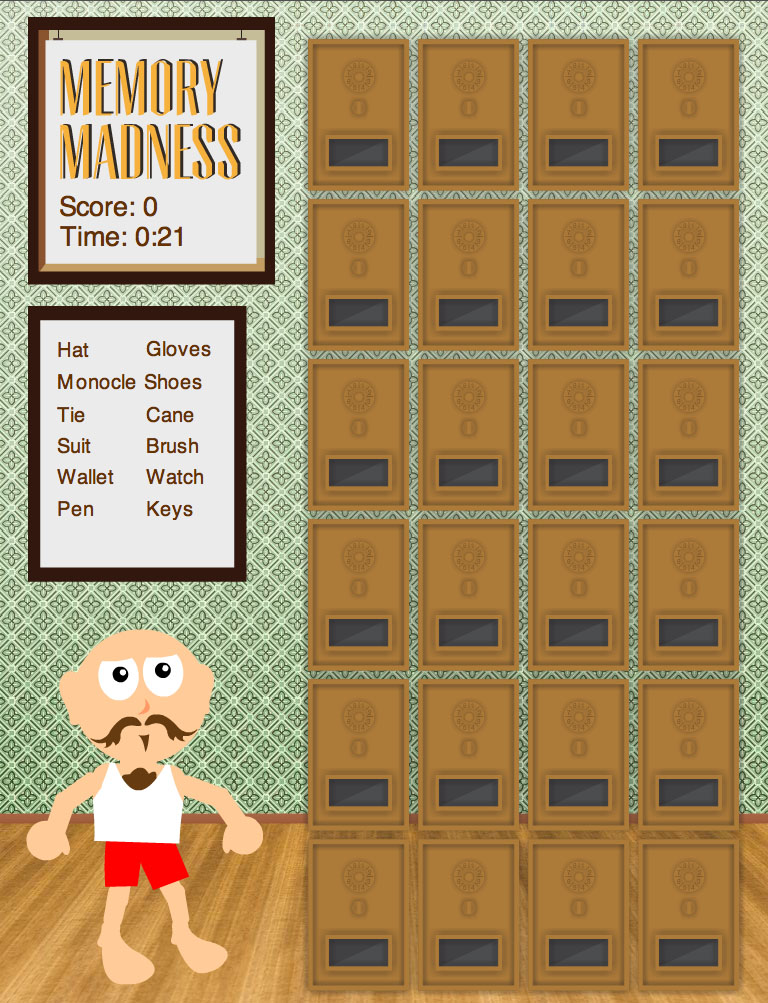 MEMORY
MADNESS
Score: 0
Time: 0:21
Hat Gloves
Monocle Shoes
Tie Cane
Suit Brush
Wallet Watch
Pen Keys